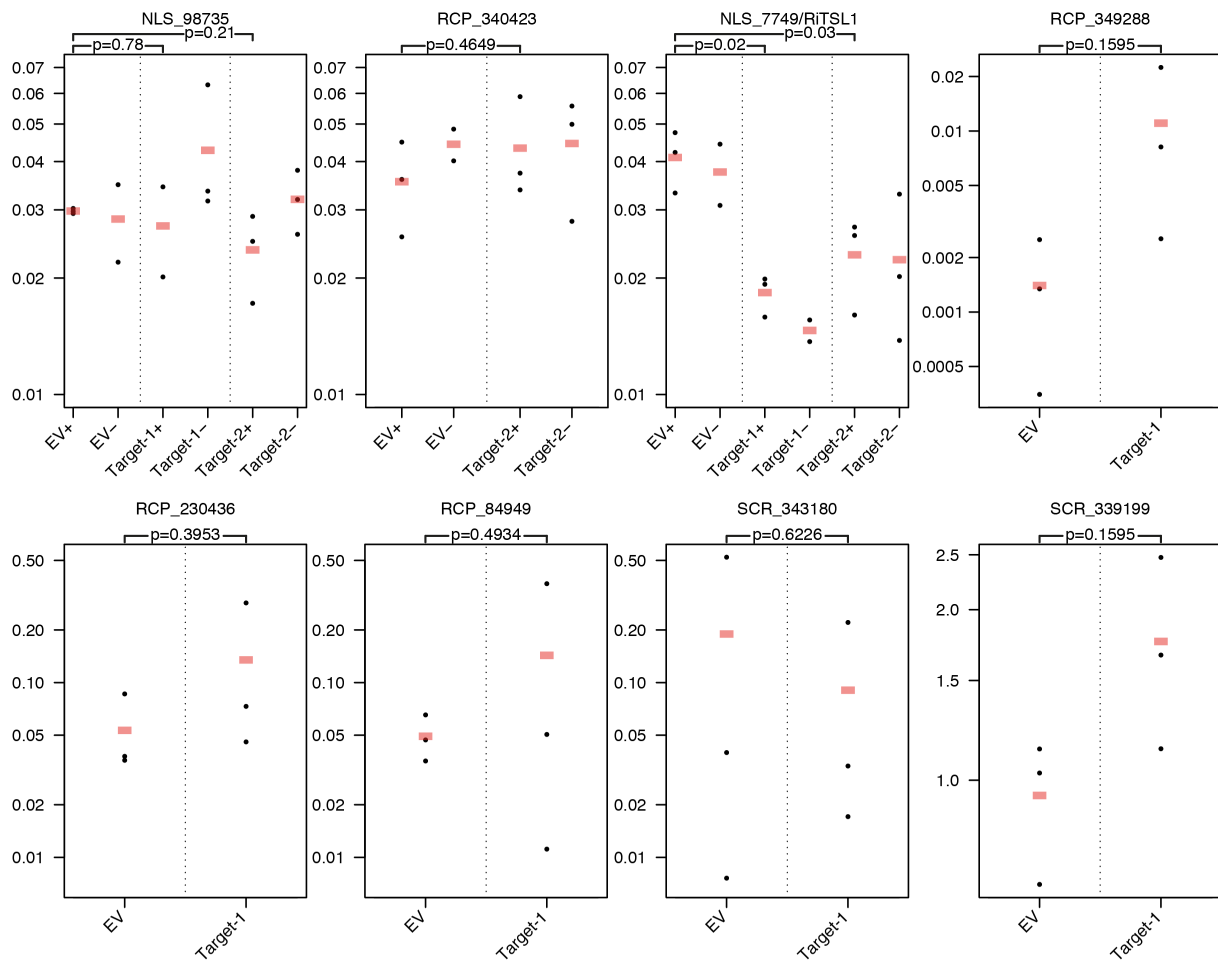 NLS_98735
p=0.21
p=0.78
0.07
0.06
0.05
0.04
0.03
0.02
0.01
EV+
EV−
Target-1+
Target-1−
Target-2+
Target-2−
RCP_340423
p=0.4649
0.07
0.06
0.05
0.04
0.03
0.02
0.01
EV+
EV−
Target-2+
Target-2−
NLS_7749/RiTSL1
p=0.03
p=0.02
0.07
0.06
0.05
0.04
0.03
0.02
0.01
EV+
EV−
Target-1+
Target-1−
Target-2+
Target-2−
RCP_349288
p=0.1595
0.02
0.01
0.005
0.002
0.001
0.0005
EV
Target-1
RCP_230436
p=0.3953
0.50
0.20
0.10
0.05
0.02
0.01
EV
Target-1
RCP_84949
p=0.4934
0.50
0.20
0.10
0.05
0.02
0.01
EV
Target-1
SCR_343180
p=0.6226
0.50
0.20
0.10
0.05
0.02
0.01
EV
Target-1
SCR_339199
p=0.1595
2.5
2.0
1.5
1.0
EV
Target-1